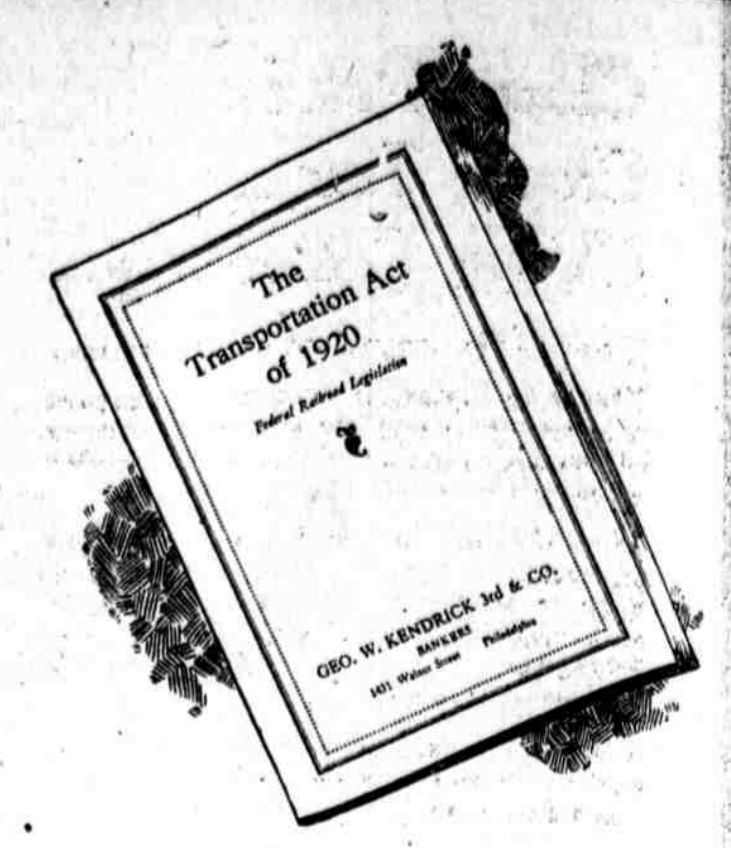 The
Transportation Act
of 1920
Federal Railroad Legislation
GEO. W. KENDRICK 3rd & CO.
BANKERS
1431 Walnut Street Philadelphia